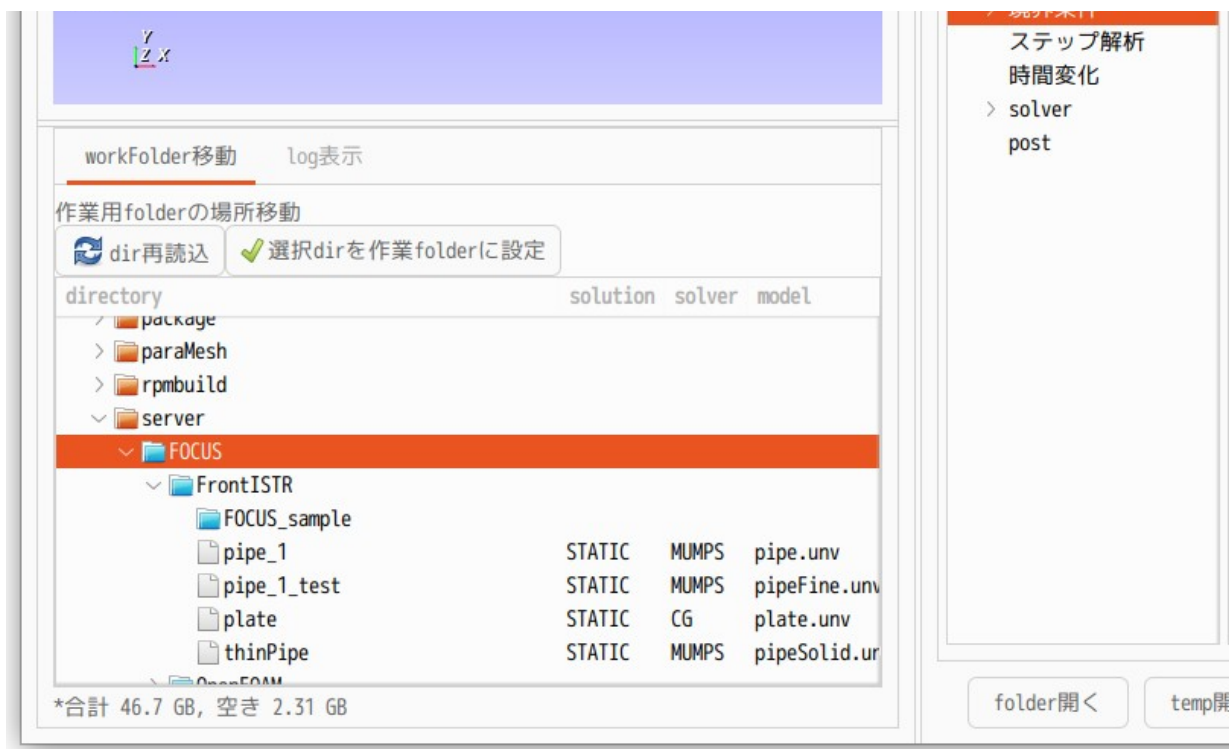 Y
Z X
workFolder移動 log表示
作業用folderの場所移動
dir再読込 選択dirを作業folderに設定
directory solution solver model
package
paraMesh
rpmbuild
server
FOCUS
FrontISTR
FOCUS_sample
pipe_1 STATIC MUMPS pipe.unv
pipe_1_test STATIC MUMPS pipeFine.unv
plate STATIC CG plate.unv
thinPipe STATIC MUMPS pipeSolid.un
OpenFOAM
*合計 46.7 GB, 空き 2.31 GB
境界条件
ステップ解析
時間変化
solver
post
folder開く temp開